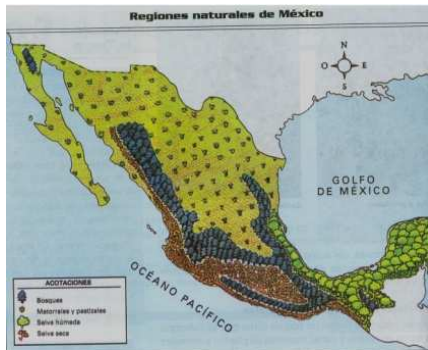 Regiones naturales de México
N
O E
S
GOLFO
DE MÉXICO
OCÉANO PACÍFICO
ACOTACIONES
Bosques
Matorrales y pastizales
Selva húmeda
Selva seca